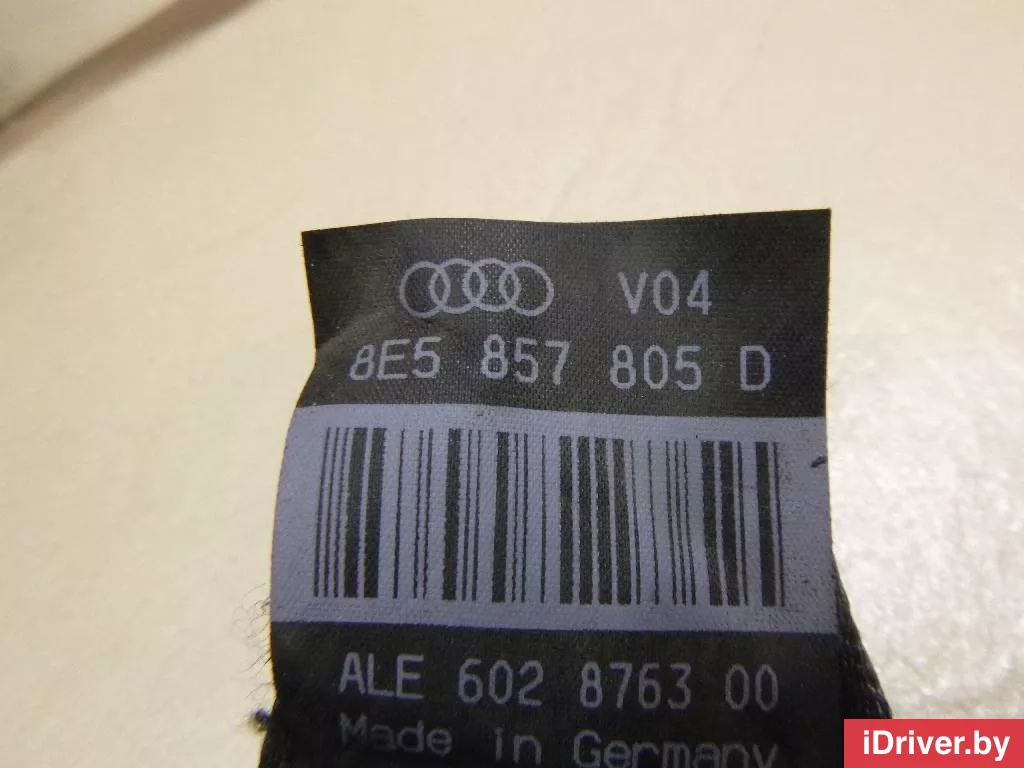 V04
8E5 857 805 D
ALE 602 8763 00
Made in Germany
iDriver.by